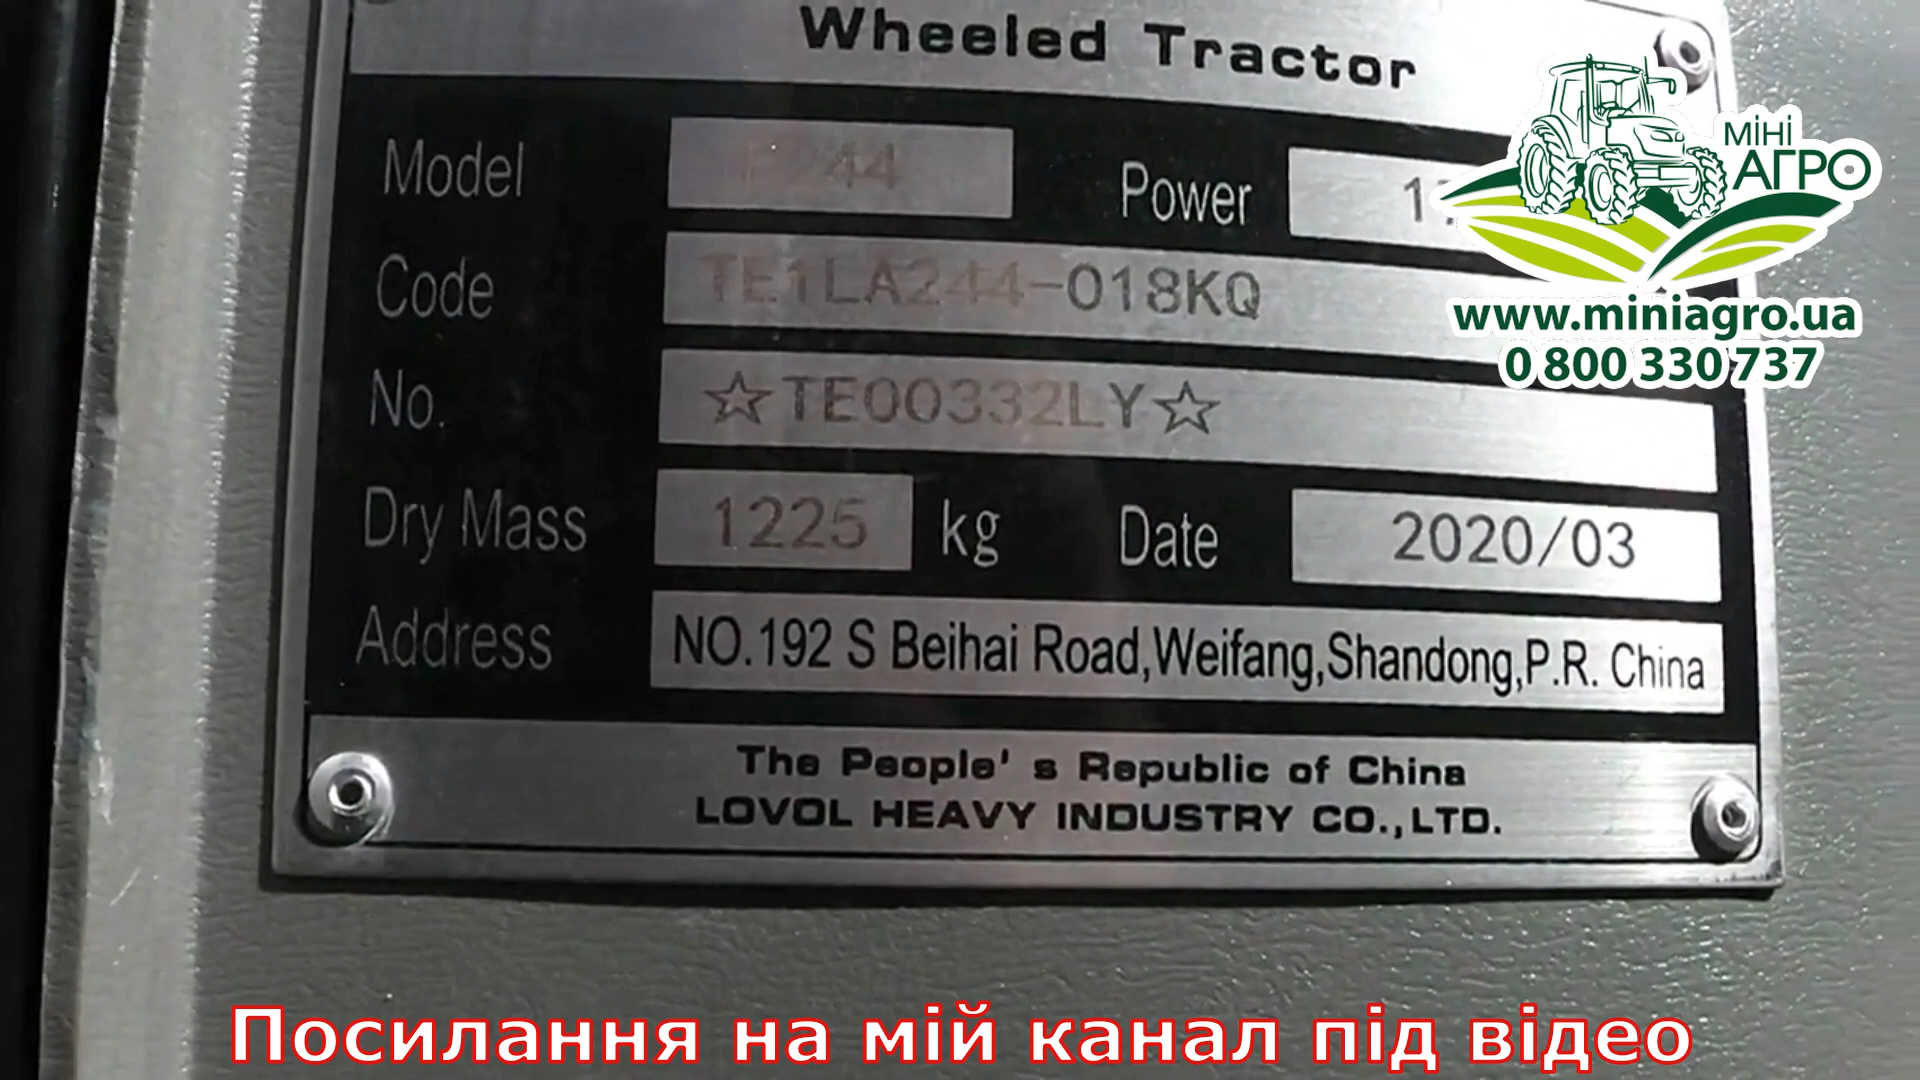 Wheeled Tractor
Model
Power
Code TE1LA244-018KQ
No. ☆TE00332LY☆
Dry Mass 1225 kg Date 2020/03
Address NO.192 S Beihai Road,Weifang,Shandong,P.R. China
The People' s Republic of China
LOVOL HEAVY INDUSTRY CO.,LTD.
МІНІ
АГРО
www.miniagro.ua
0 800 330 737
Посилання на мій канал під відео